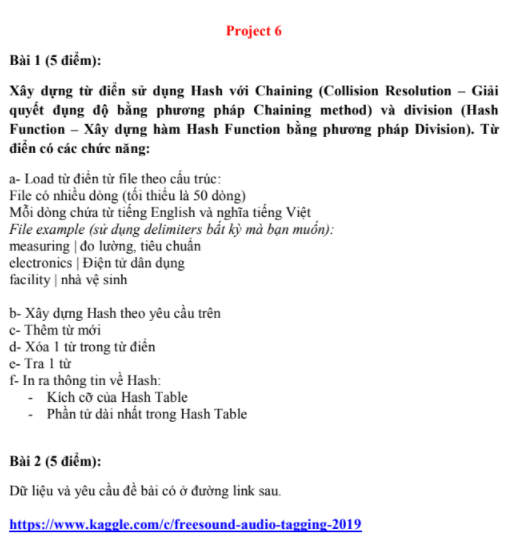 Project 6
Bài 1 (5 điểm):
Xây dựng từ điển sử dụng Hash với Chaining (Collision Resolution – Giải
quyết đụng độ bằng phương pháp Chaining method) và division (Hash
Function – Xây dựng hàm Hash Function bằng phương pháp Division). Từ
điển có các chức năng:
a- Load từ điển từ file theo cấu trúc:
File có nhiều dòng (tối thiểu là 50 dòng)
Mỗi dòng chứa từ tiếng English và nghĩa tiếng Việt
File example (sử dụng delimiters bất kỳ mà bạn muốn):
measuring | đo lường, tiêu chuẩn
electronics | Điện tử dân dụng
facility | nhà vệ sinh
b- Xây dựng Hash theo yêu cầu trên
c- Thêm từ mới
d- Xóa 1 từ trong từ điển
e- Tra 1 từ
f- In ra thông tin về Hash:
- Kích cỡ của Hash Table
- Phần tử dài nhất trong Hash Table
Bài 2 (5 điểm):
Dữ liệu và yêu cầu đề bài có ở đường link sau.
https://www.kaggle.com/c/freesound-audio-tagging-2019